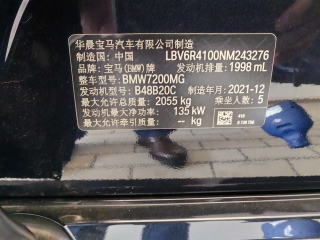 华晨宝马汽车有限公司制造
制造国：中国 LBV6R4100NM243276
品牌：宝马(BMW)牌 发动机排量：1998 mL
整车型号：BMW7200MG
发动机型号：B48B20C 制造年月：2021-12
最大允许总质量：2055 kg 乘坐人数：5
发动机最大净功率：135 kW
最大允许牵引质量：-- kg